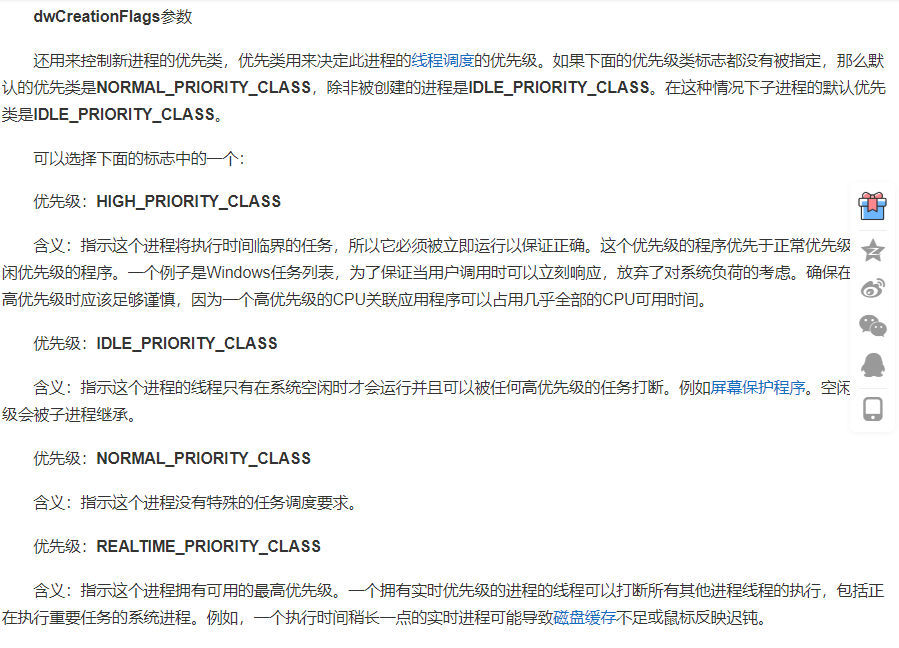 dwCreationFlags参数
还用来控制新进程的优先类，优先类用来决定此进程的线程调度的优先级。如果下面的优先级类标志都没有被指定，那么默
认的优先类是NORMAL_PRIORITY_CLASS，除非被创建的进程是IDLE_PRIORITY_CLASS。在这种情况下子进程的默认优先
类是IDLE_PRIORITY_CLASS。
可以选择下面的标志中的一个：
优先级：HIGH_PRIORITY_CLASS
含义：指示这个进程将执行时间临界的任务，所以它必须被立即运行以保证正确。这个优先级的程序优先于正常优先级
闲优先级的程序。一个例子是Windows任务列表，为了保证当用户调用时可以立刻响应，放弃了对系统负荷的考虑。确保在
高优先级时应该足够谨慎，因为一个高优先级的CPU关联应用程序可以占用几乎全部的CPU可用时间。
优先级：IDLE_PRIORITY_CLASS
含义：指示这个进程的线程只有在系统空闲时才会运行并且可以被任何高优先级的任务打断。例如屏幕保护程序。空闲
级会被子进程继承。
优先级：NORMAL_PRIORITY_CLASS
含义：指示这个进程没有特殊的任务调度要求。
优先级：REALTIME_PRIORITY_CLASS
含义：指示这个进程拥有可用的最高优先级。一个拥有实时优先级的进程的线程可以打断所有其他进程线程的执行，包括正
在执行重要任务的系统进程。例如，一个执行时间稍长一点的实时进程可能导致磁盘缓存不足或鼠标反映迟钝。